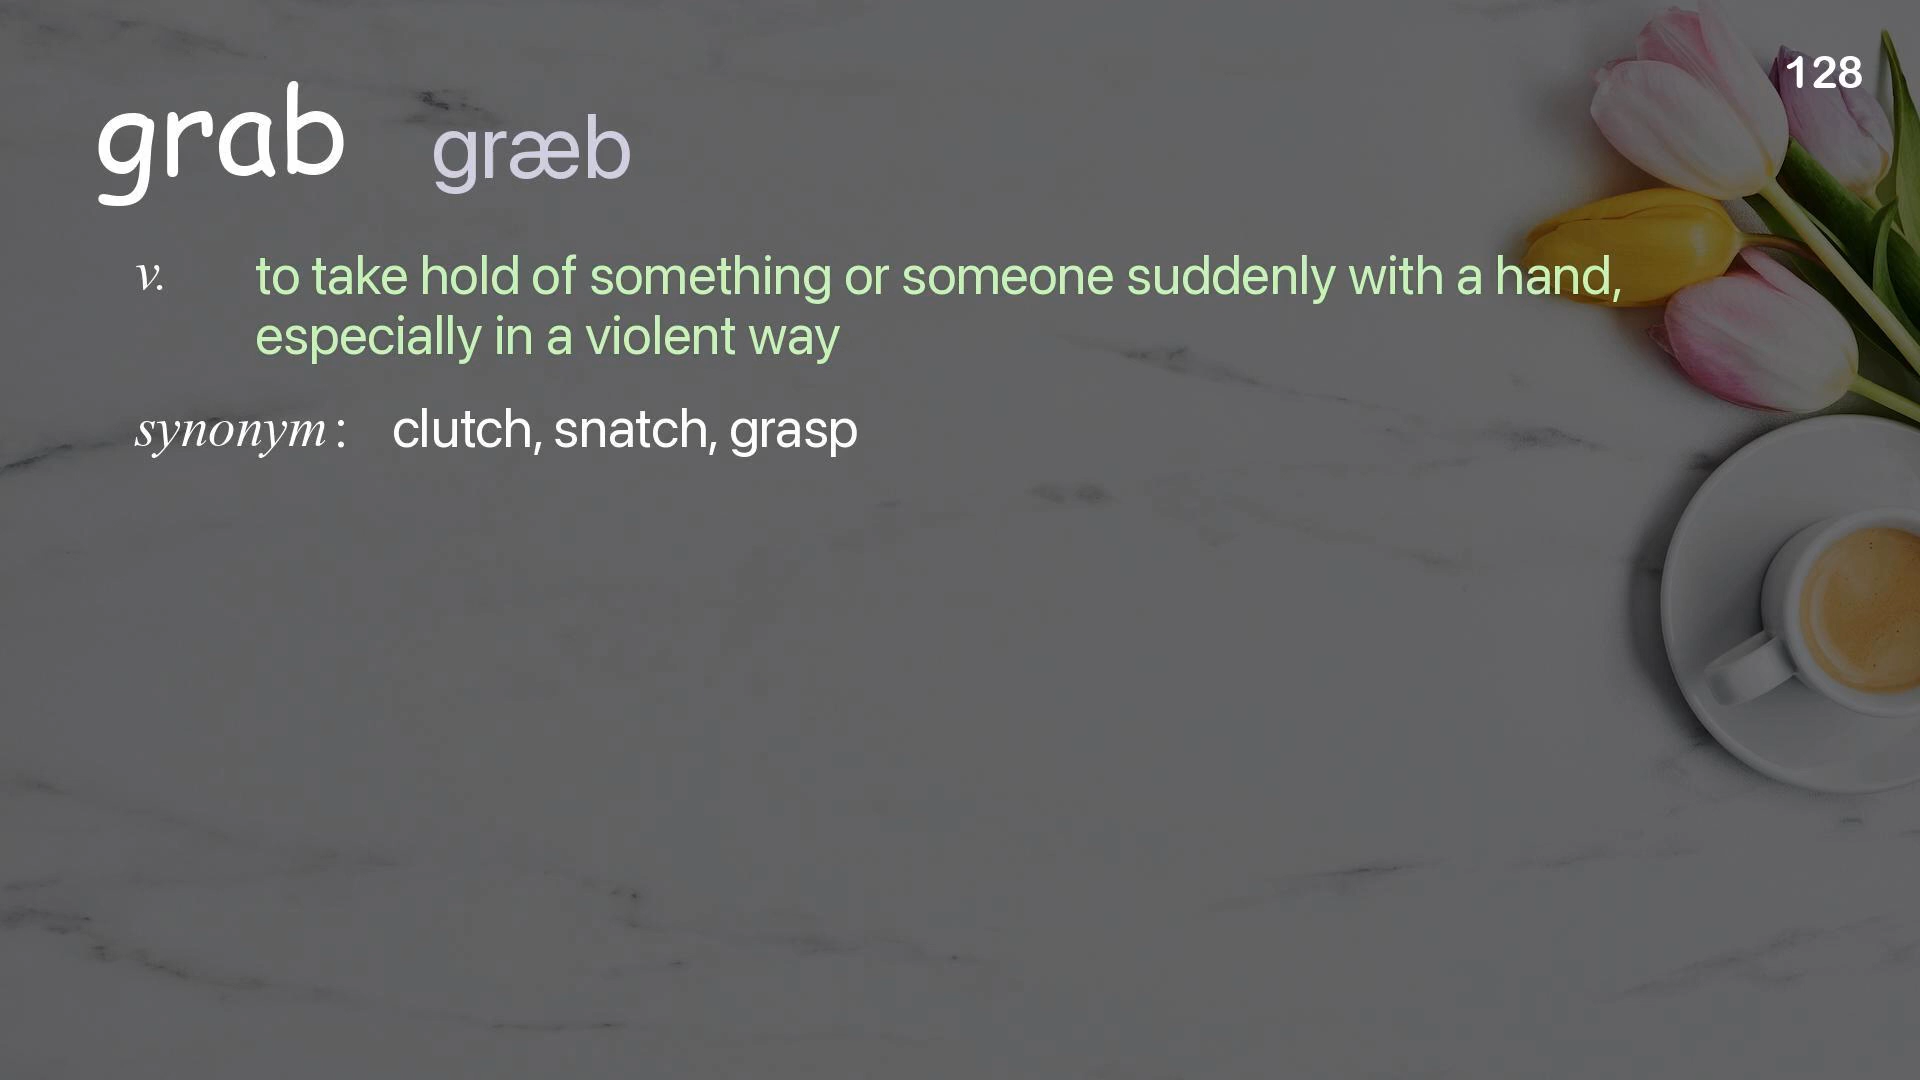 128
grab græb
v. to take hold of something or someone suddenly with a hand,
especially in a violent way
synonym : clutch, snatch, grasp